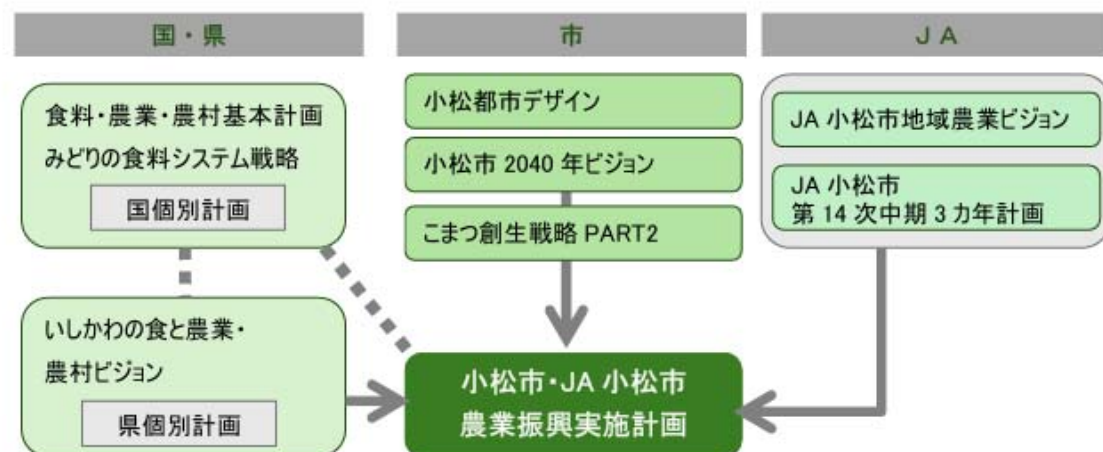 国・県
食料・農業・農村基本計画
みどりの食料システム戦略
国個別計画
いしかわの食と農業・
農村ビジョン
県個別計画
市
小松都市デザイン
小松市 2040 年ビジョン
こまつ創生戦略 PART2
小松市・JA 小松市
農業振興実施計画
JA
JA 小松市地域農業ビジョン
JA 小松市
第 14 次中期 3 カ年計画